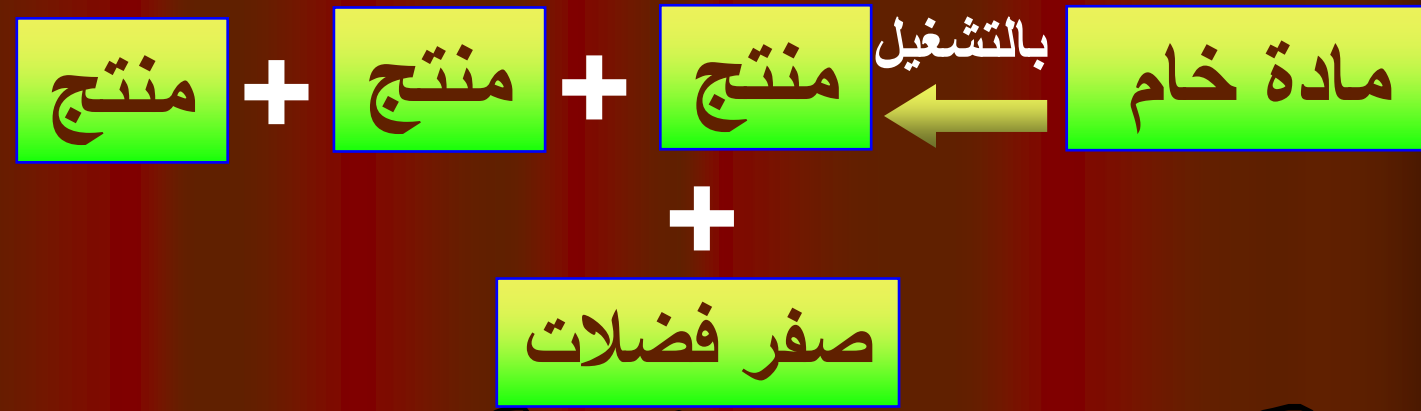 مادة خام
بالتشغيل
منتج + منتج + منتج
+
صفر فضلات